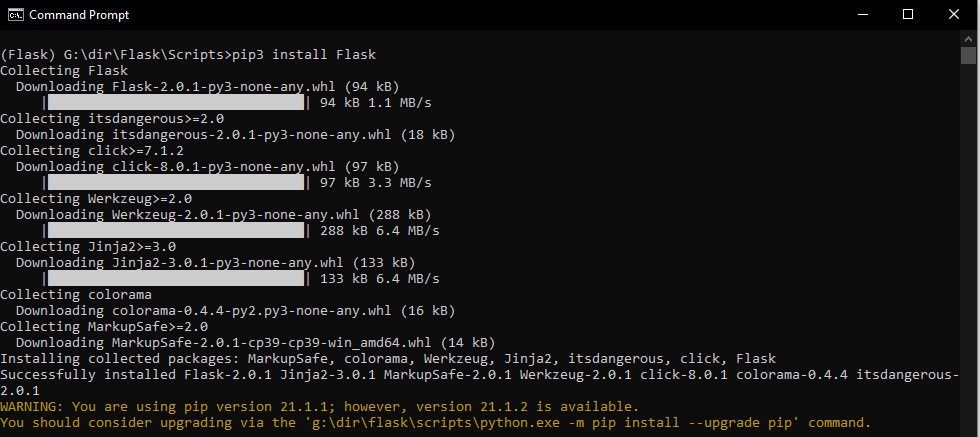 Command Prompt
(Flask) G:\dir\Flask\Scripts>pip3 install Flask
Collecting Flask
  Downloading Flask-2.0.1-py3-none-any.whl (94 kB)
     |████████████████████████████████| 94 kB 1.1 MB/s
Collecting itsdangerous>=2.0
  Downloading itsdangerous-2.0.1-py3-none-any.whl (18 kB)
Collecting click>=7.1.2
  Downloading click-8.0.1-py3-none-any.whl (97 kB)
     |████████████████████████████████| 97 kB 3.3 MB/s
Collecting Werkzeug>=2.0
  Downloading Werkzeug-2.0.1-py3-none-any.whl (288 kB)
     |████████████████████████████████| 288 kB 6.4 MB/s
Collecting Jinja2>=3.0
  Downloading Jinja2-3.0.1-py3-none-any.whl (133 kB)
     |████████████████████████████████| 133 kB 6.4 MB/s
Collecting colorama
  Downloading colorama-0.4.4-py2.py3-none-any.whl (16 kB)
Collecting MarkupSafe>=2.0
  Downloading MarkupSafe-2.0.1-cp39-cp39-win_amd64.whl (14 kB)
Installing collected packages: MarkupSafe, colorama, Werkzeug, Jinja2, itsdangerous, click, Flask
Successfully installed Flask-2.0.1 Jinja2-3.0.1 MarkupSafe-2.0.1 Werkzeug-2.0.1 click-8.0.1 colorama-0.4.4 itsdangerous-
2.0.1
WARNING: You are using pip version 21.1.1; however, version 21.1.2 is available.
You should consider upgrading via the 'g:\dir\flask\scripts\python.exe -m pip install --upgrade pip' command.